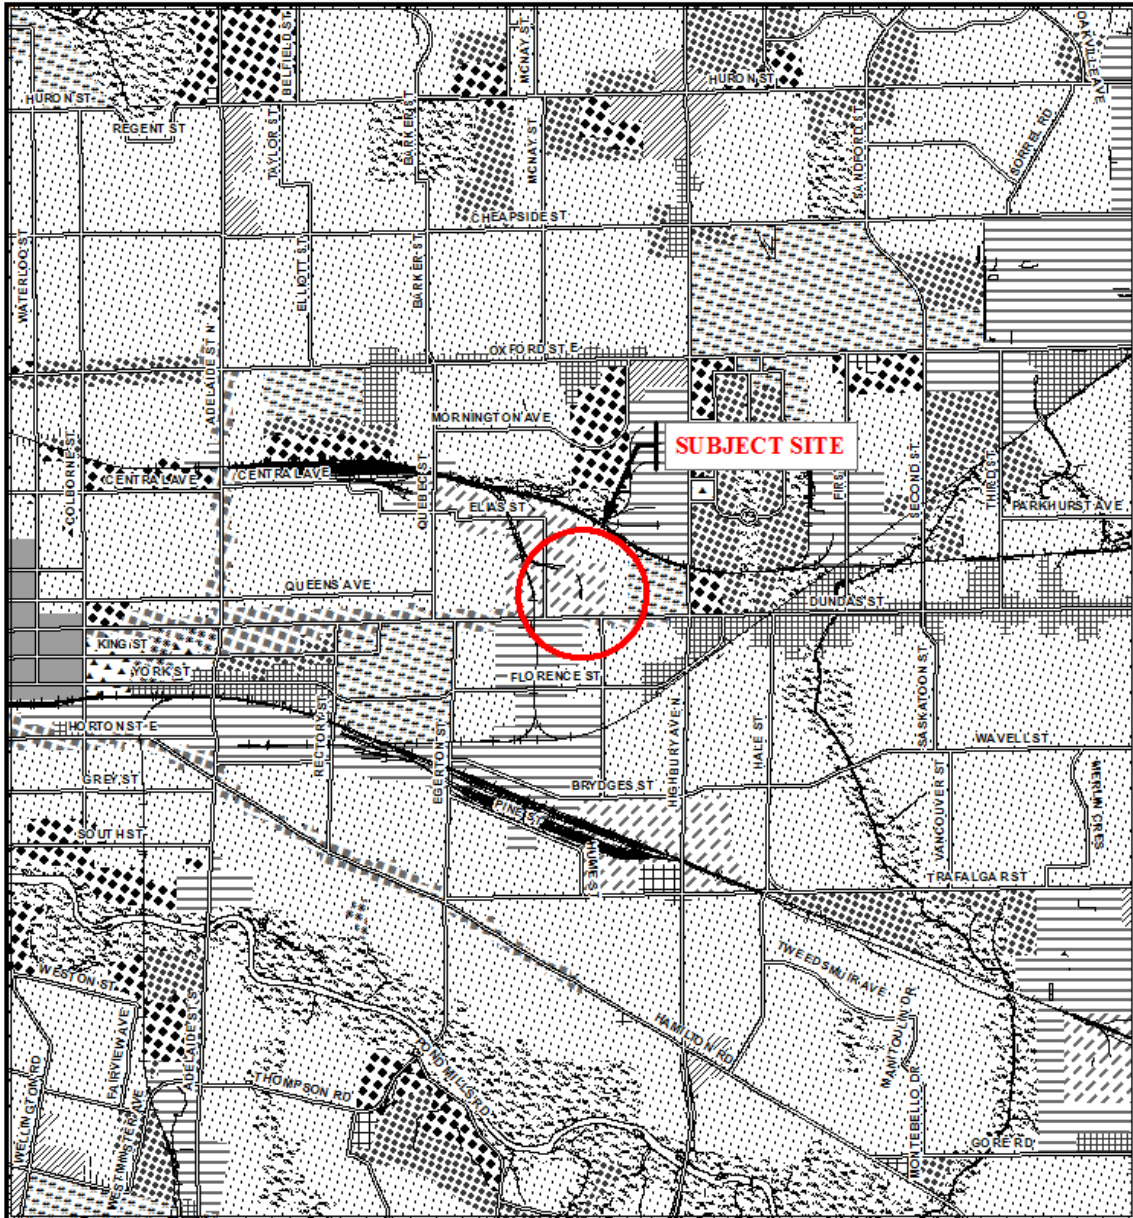 OAKVILLE AVE
BELFIELD ST
MCNAY ST
HURON ST
HURON ST
REGENT ST
TAYLOR ST
BARKER ST
MCNAY ST
SANDFORD ST
SORREL RD
CHEAPSIDE ST
WATERLOO ST
ELLIOTT ST
BARKER ST
OXFORD ST E
ADELAIDE ST N
MORNINGTON AVE
SUBJECT SITE
COLBORNE ST
CENTRAL AVE
CENTRAL AVE
QUEBEC ST
ELIAS ST
FIRS
SECOND ST
THIRD ST
PARKHURST AVE
QUEENS AVE
DUNDAS ST
KING ST
YORK ST
FLORENCE ST
HORTON ST E
RECTORY ST
EGERTON ST
HIGHBURY AVE N
HALE ST
SASKATOON ST
WAVELL ST
GREY ST
BRYDGES ST
PINE ST
VANCOUVER ST
MERLIN CRES
SOUTH ST
HUME ST
TRAFALGAR ST
WESTON ST
TWEEDSMUIR AVE
MANITOULIN DR
ADELAIDE ST S
FAIRVIEW AVE
HAMILTON RD
POND MILLS RD
WELLINGTON RD
THOMPSON RD
WESTMINSTER AVE
MONTEBELLO DR
GORE RD